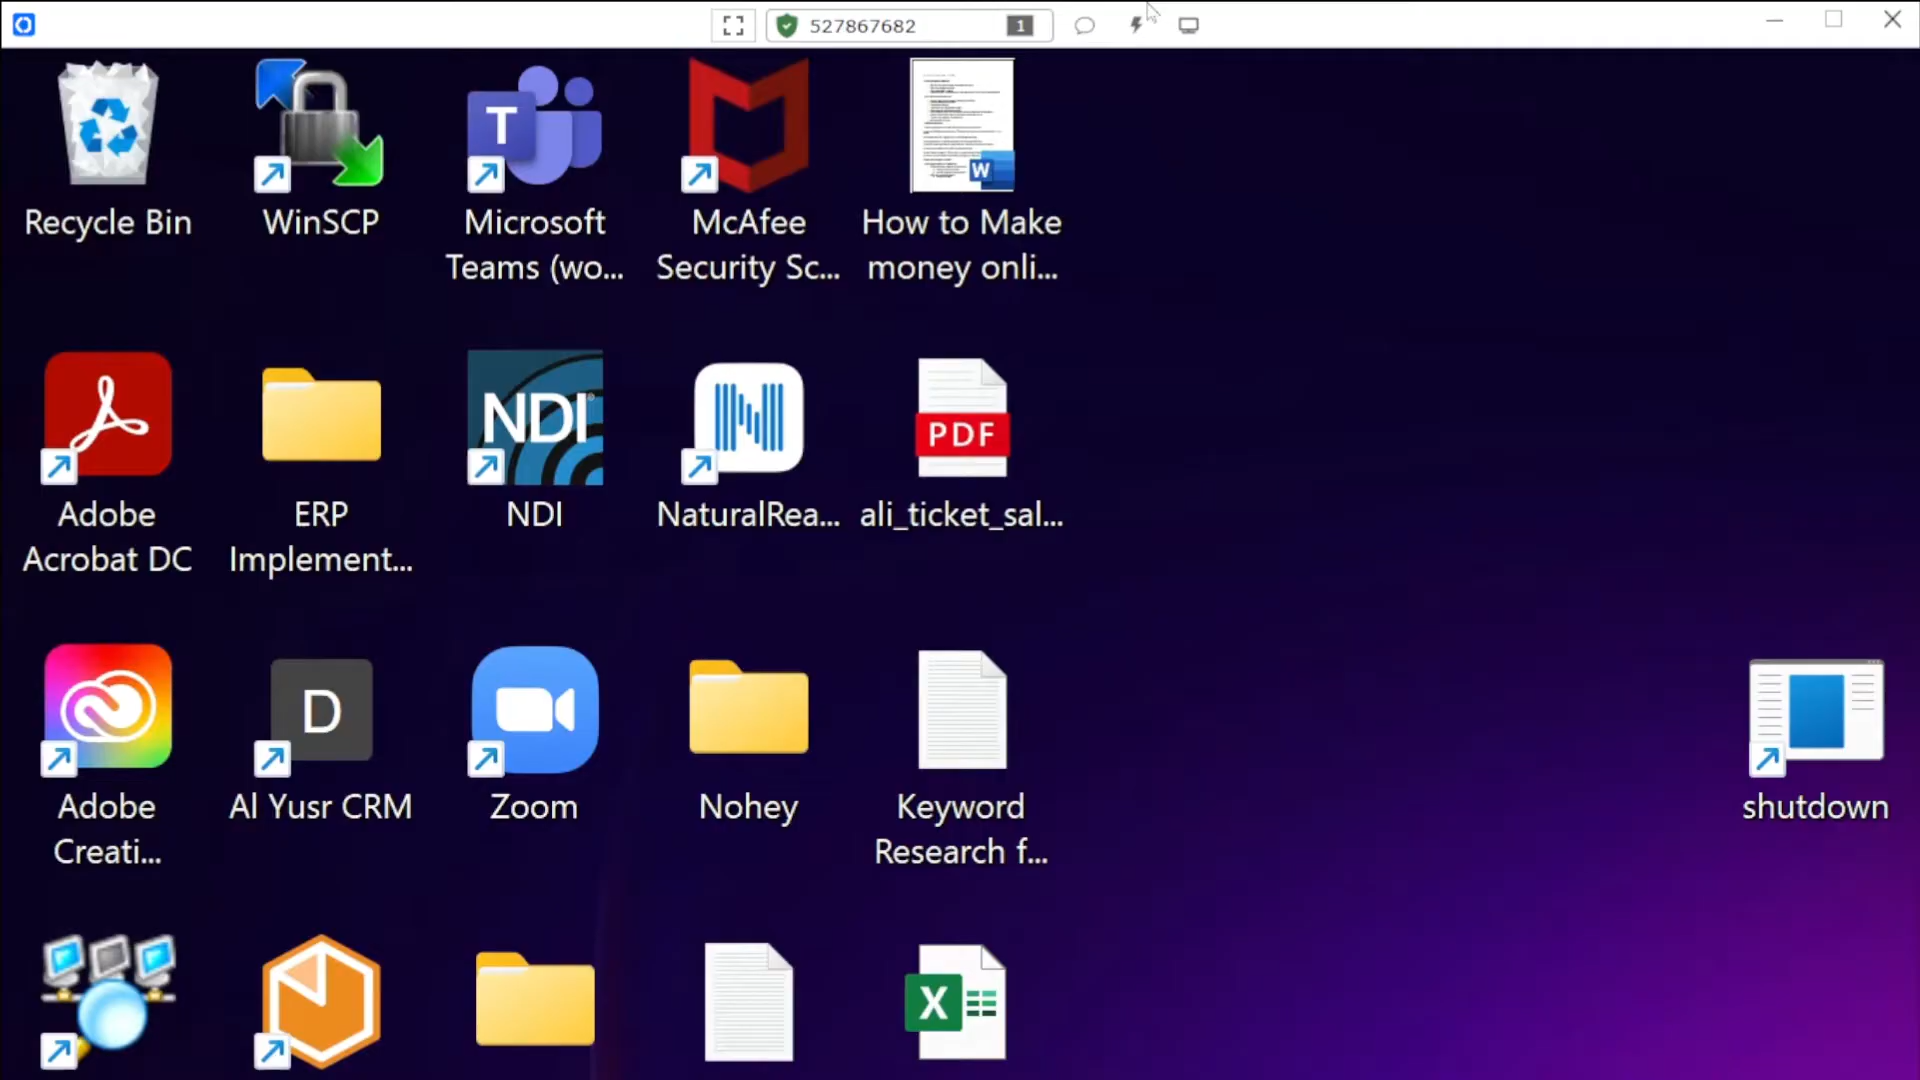 527867682
1
Recycle Bin
WinSCP
T
Microsoft
Teams (wo...
McAfee
Security Sc...
W
How to Make
money onli...
Adobe
Acrobat DC
ERP
Implement...
NDI
NDI
N
NaturalRea...
PDF
ali_ticket_sal...
Adobe
Creati...
D
Al Yusr CRM
Zoom
Nohey
Keyword
Research f...
shutdown
X